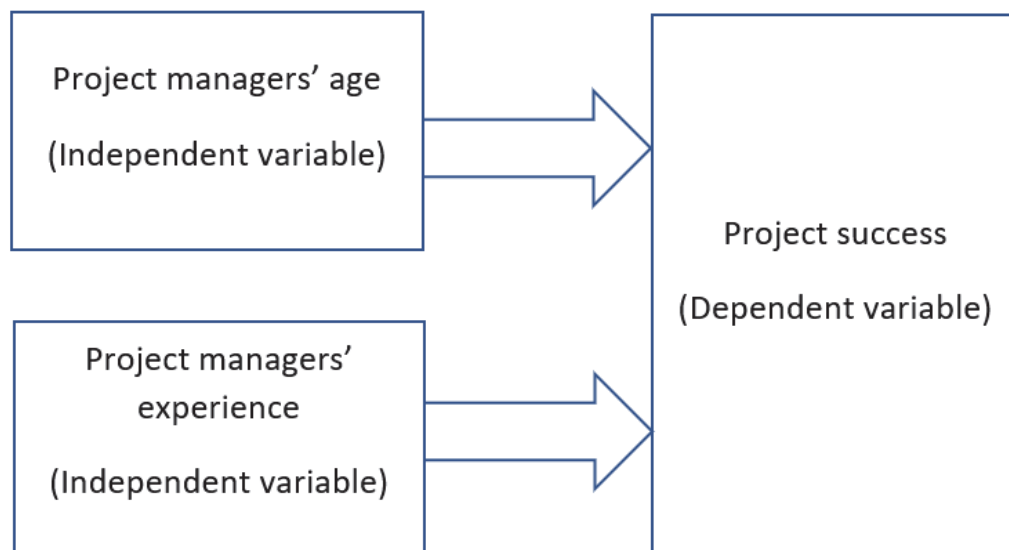 Project managers’ age
(Independent variable)
Project managers’
experience
(Independent variable)
Project success
(Dependent variable)